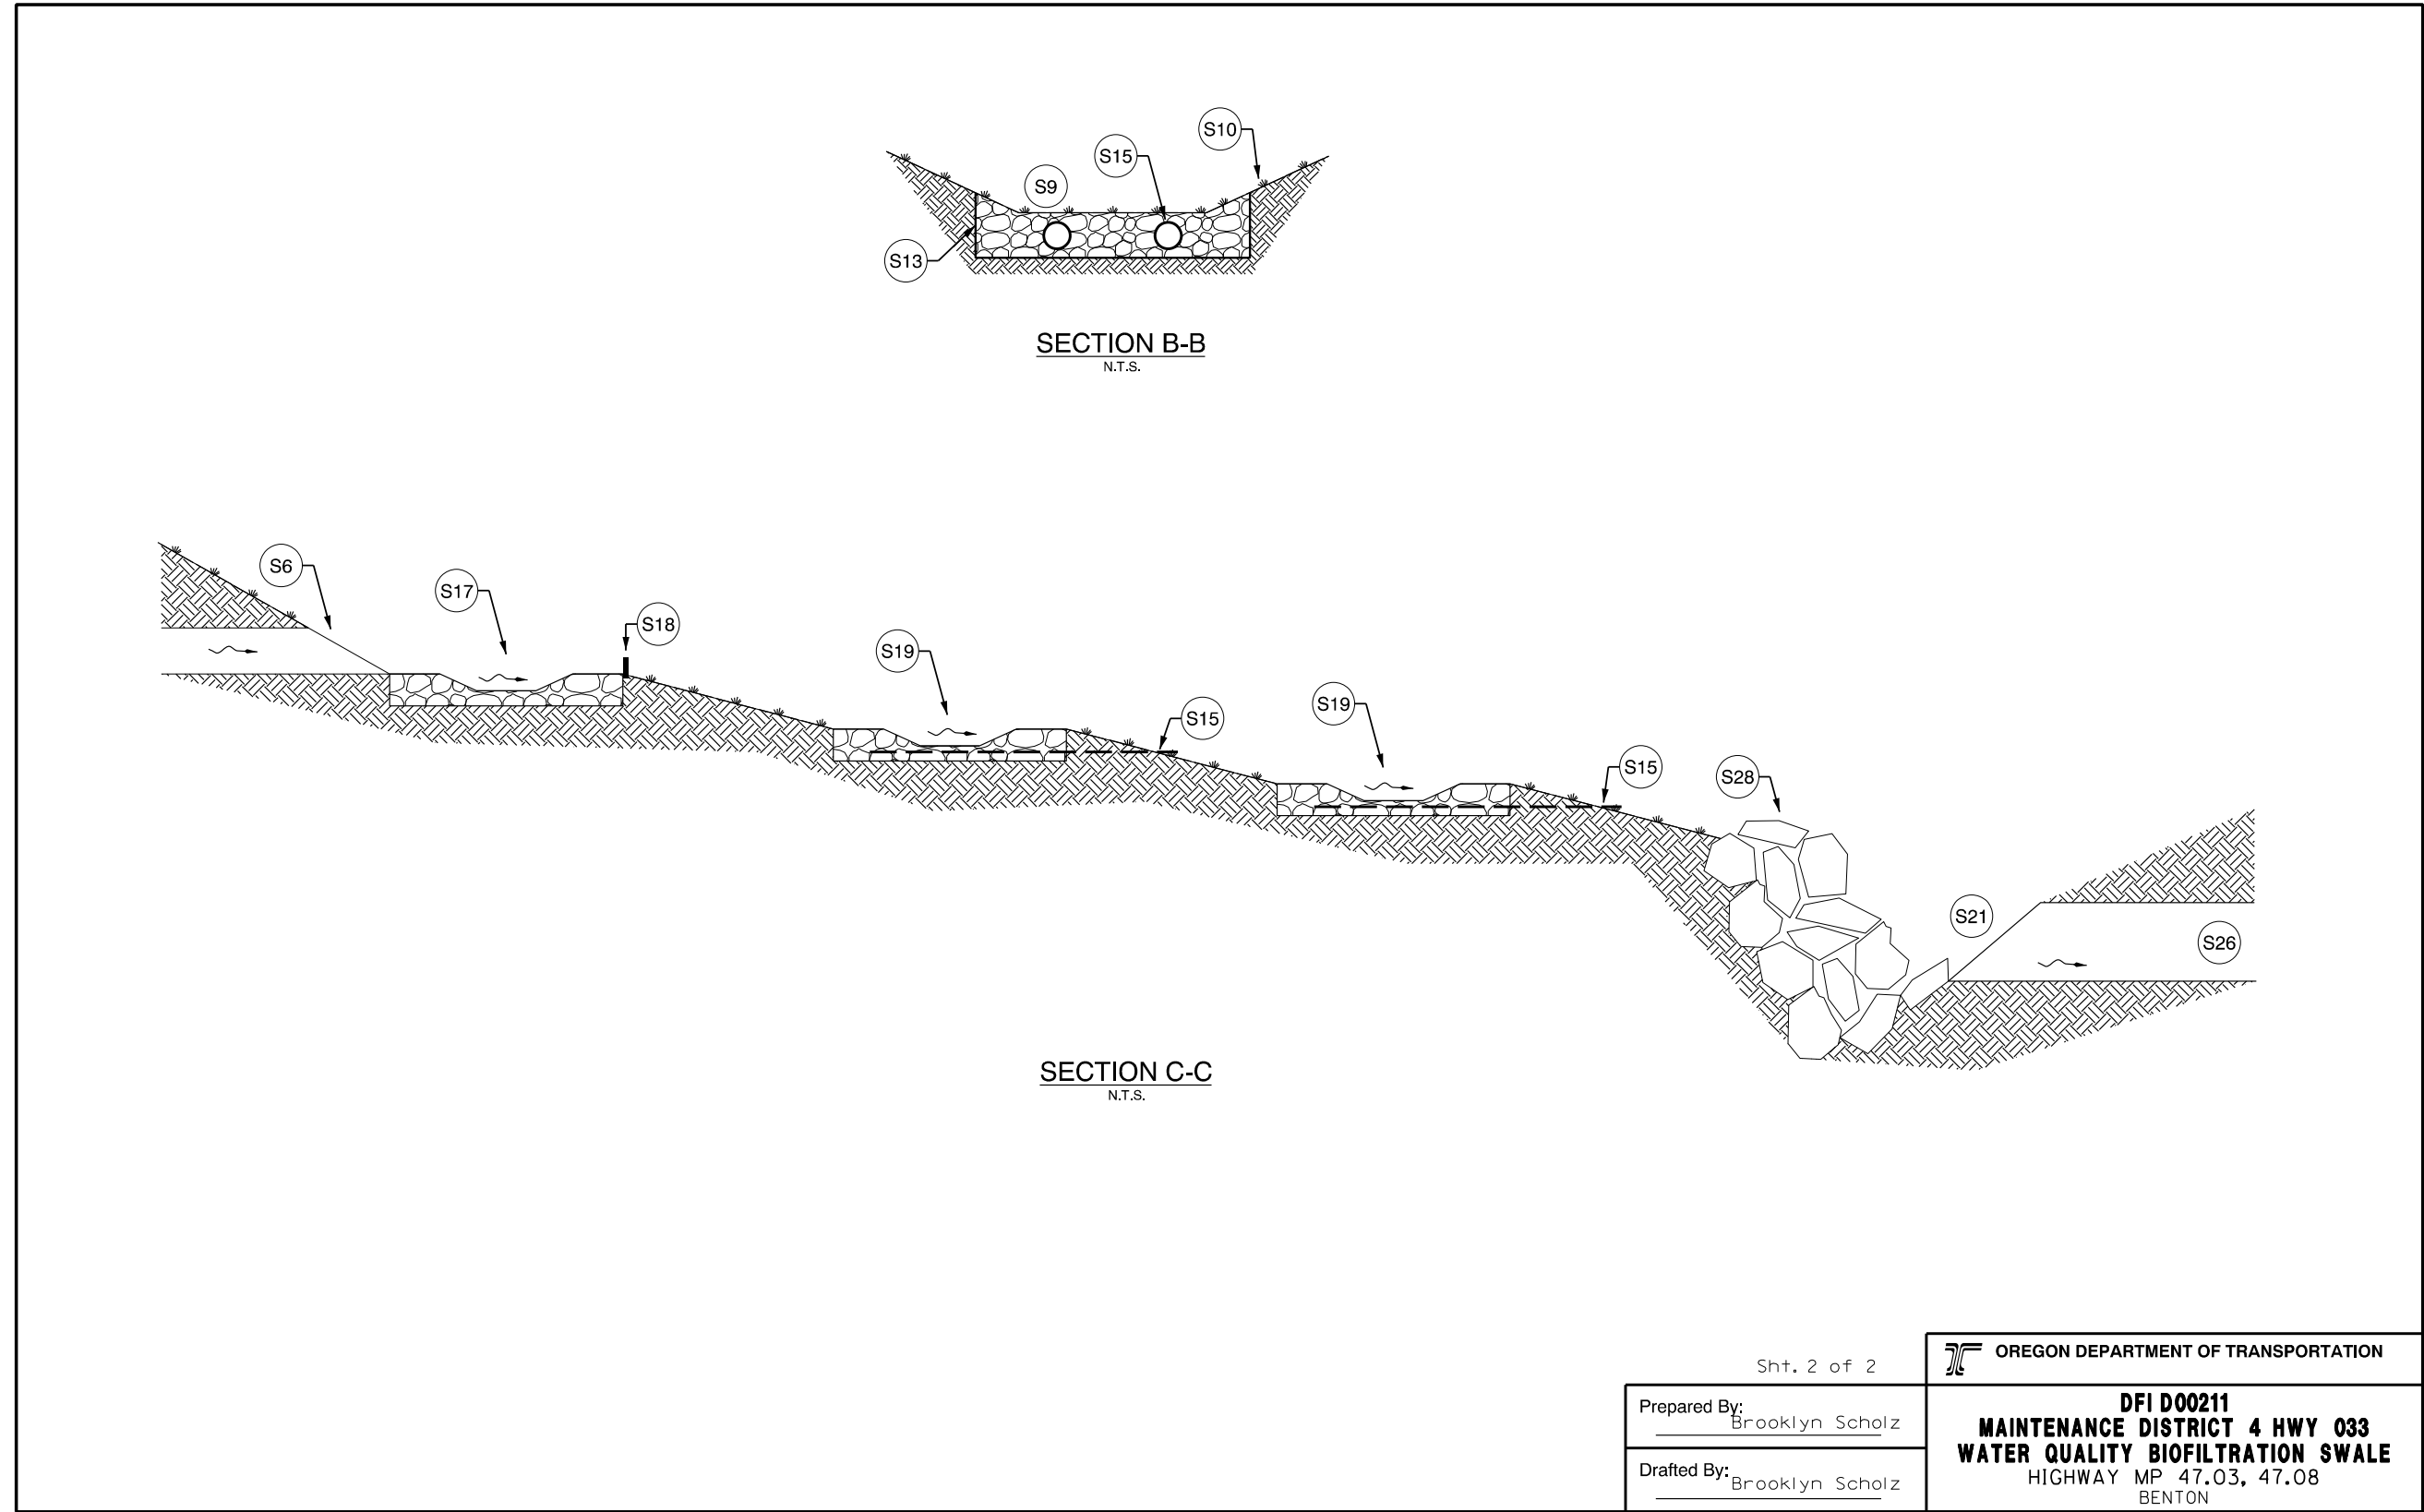 S10
S15
S9
S13
SECTION B-B
N.T.S.
S6
S17
S18
S19
S15
S19
S15
S28
S21
S26
SECTION C-C
N.T.S.
Sht. 2 of 2
OREGON DEPARTMENT OF TRANSPORTATION
Prepared By:
Brooklyn Scholz
Drafted By:
Brooklyn Scholz
DFI D00211
MAINTENANCE DISTRICT 4 HWY 033
WATER QUALITY BIOFILTRATION SWALE
HIGHWAY MP 47.03, 47.08
BENTON